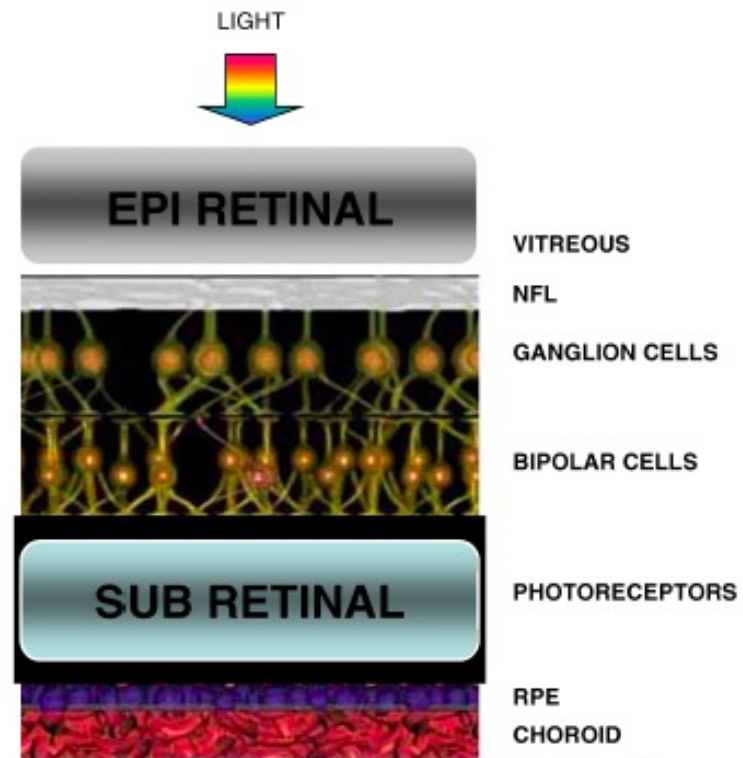 LIGHT
EPI RETINAL
VITREOUS
NFL
GANGLION CELLS
BIPOLAR CELLS
SUB RETINAL
PHOTORECEPTORS
RPE
CHOROID